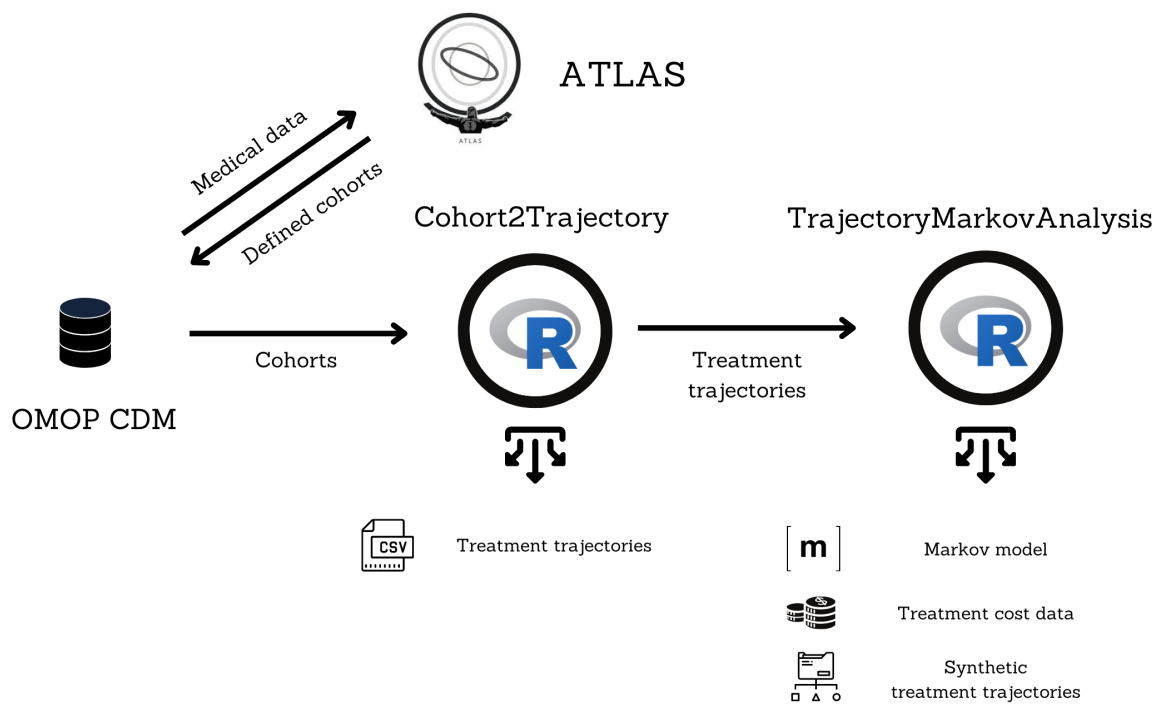 ATLAS
ATLAS
Medical data
Defined cohorts
Cohort2Trajectory
TrajectoryMarkovAnalysis
R
R
Cohorts
Treatment
trajectories
OMOP CDM
CSV
Treatment trajectories
m
Markov model
$
Treatment cost data
Synthetic
treatment trajectories